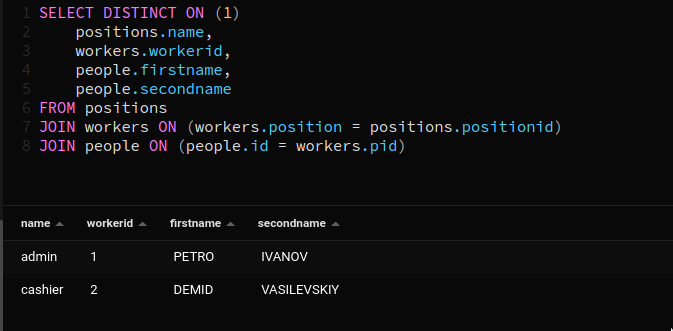 1 SELECT DISTINCT ON (1)
2 positions.name,
3 workers.workerid,
4 people.firstname,
5 people.secondname
6 FROM positions
7 JOIN workers ON (workers.position = positions.positionid)
8 JOIN people ON (people.id = workers.pid)
name workerid firstname secondname
admin 1 PETRO IVANOV
cashier 2 DEMID VASILEVSKIY